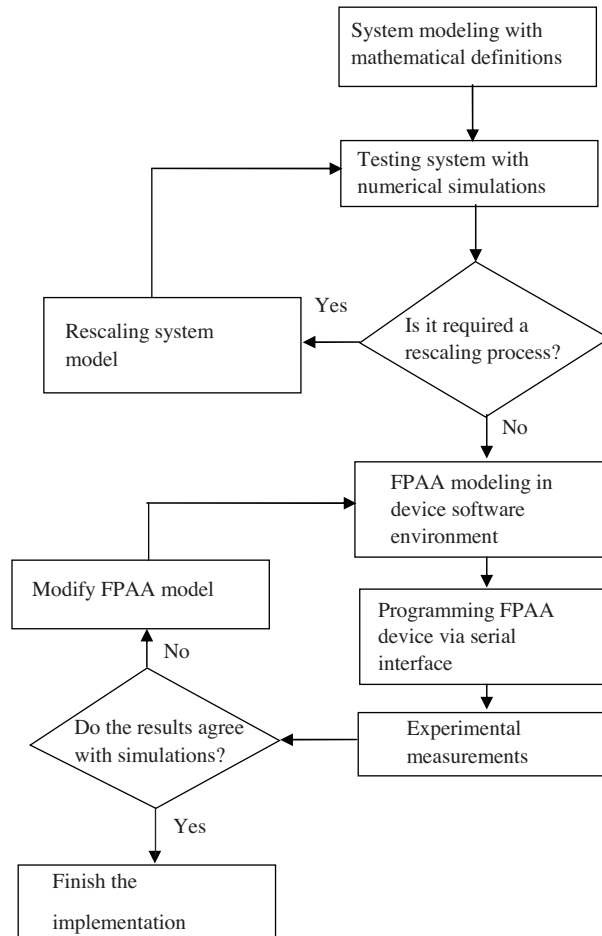 System modeling with
mathematical definitions
Testing system with
numerical simulations
Yes
Is it required a
rescaling process?
Rescaling system
model
No
FPAA modeling in
device software
environment
Modify FPAA model
Programming FPAA
device via serial
interface
No
Do the results agree
with simulations?
Experimental
measurements
Yes
Finish the
implementation